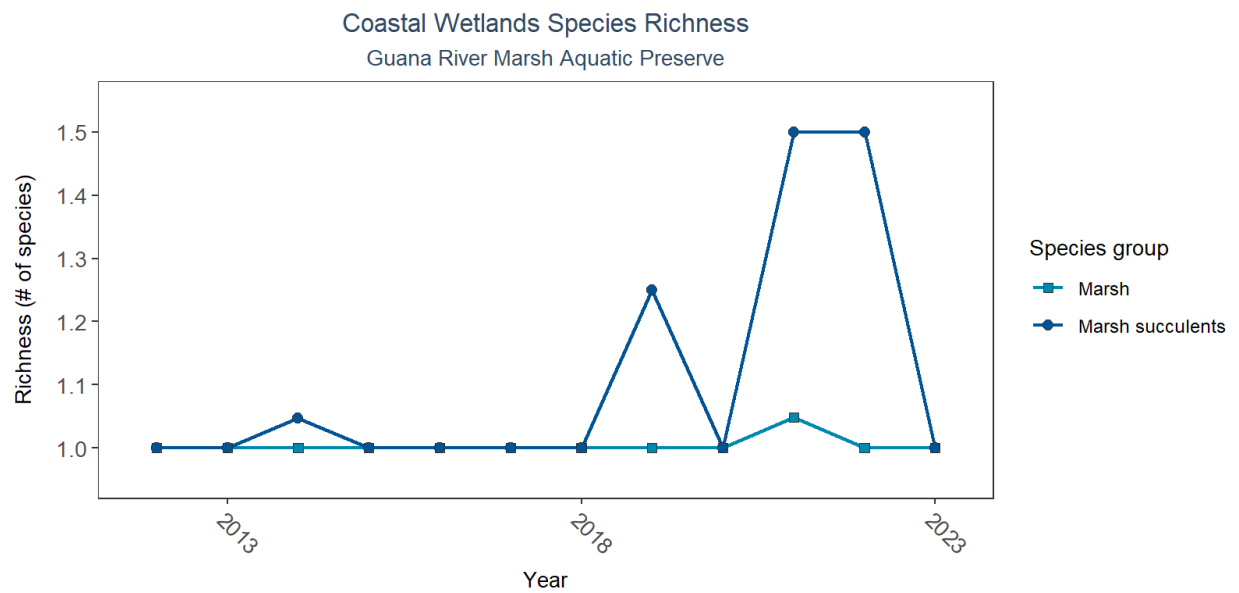 Coastal Wetlands Species Richness
Guana River Marsh Aquatic Preserve
Richness (# of species)
1.5
1.4
1.3
1.2
1.1
1.0
2013
2018
2023
Year
Species group
Marsh
Marsh succulents